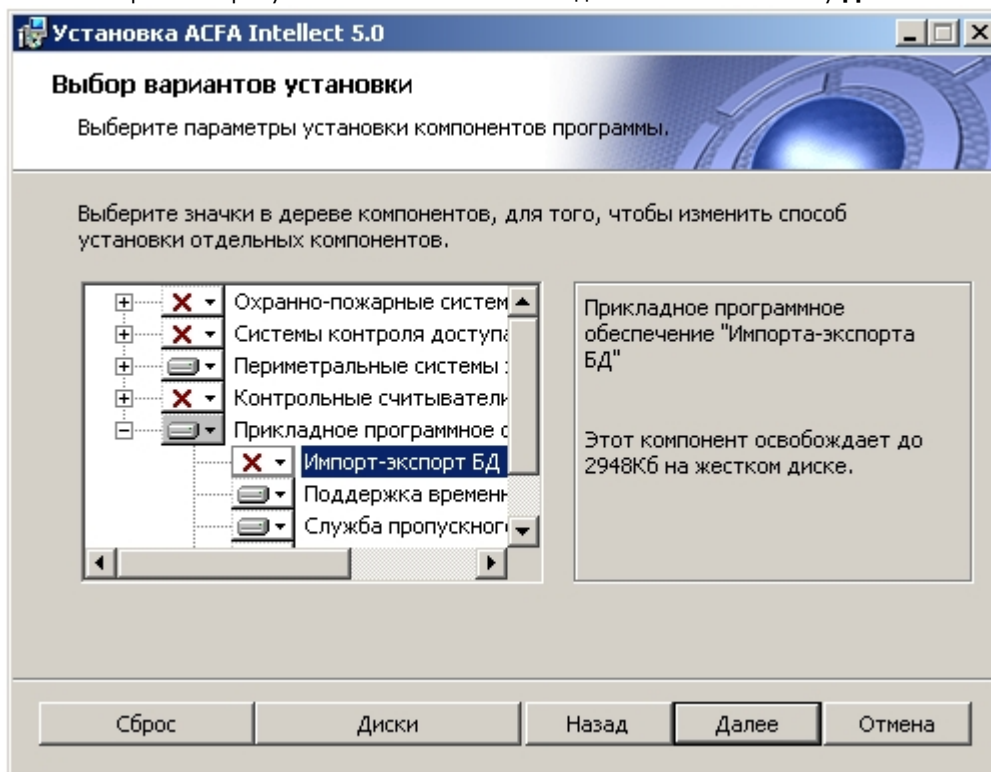 Установка ACFA Intellect 5.0
Выбор вариантов установки
Выберите параметры установки компонентов программы.
Выберите значки в дереве компонентов, для того, чтобы изменить способ
установки отдельных компонентов.
Охранно-пожарные систем
Системы контроля доступа
Периметральные системы
Контрольные считыватели
Прикладное программное о
Импорт-экспорт БД
Поддержка временн
Служба пропускног
Прикладное программное
обеспечение "Импорта-экспорта
БД"
Этот компонент освобождает до
2948Кб на жестком диске.
Сброс
Диски
Назад
Далее
Отмена